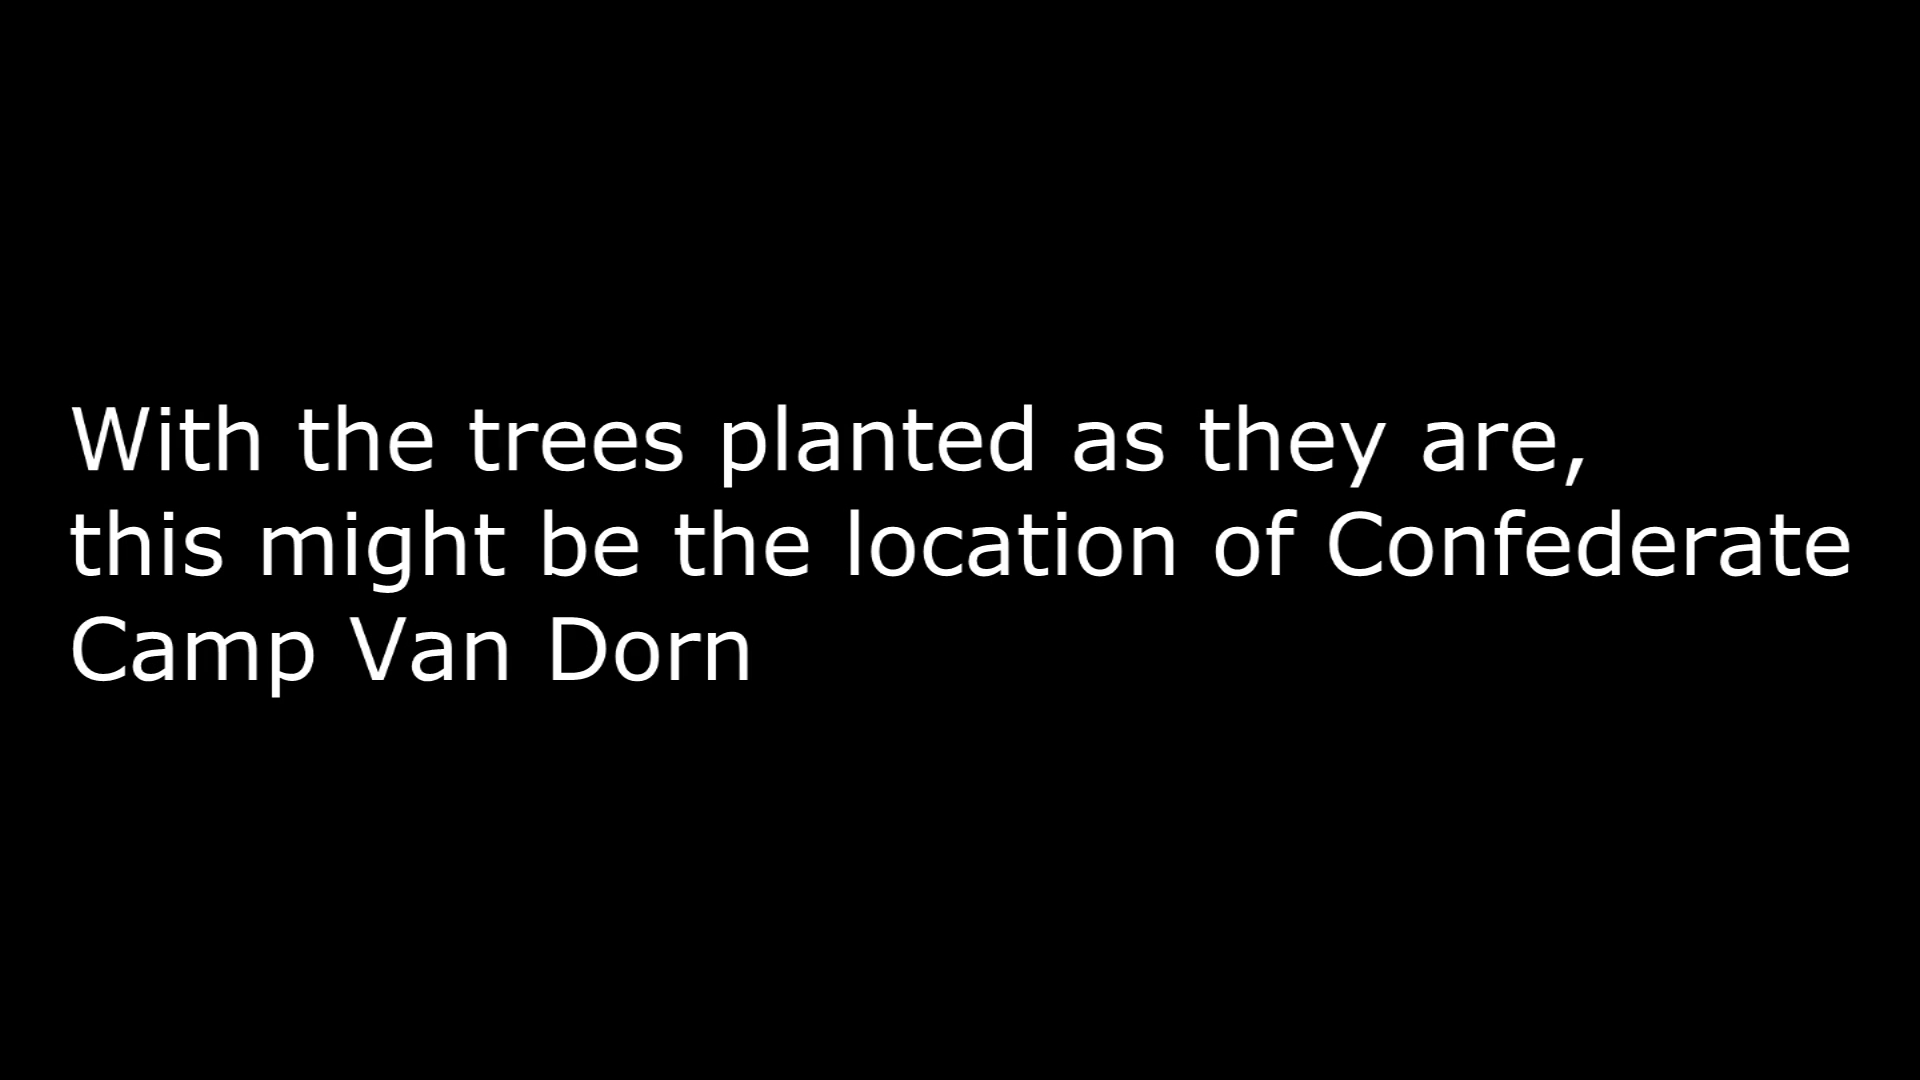 With the trees planted as they are,
this might be the location of Confederate
Camp Van Dorn